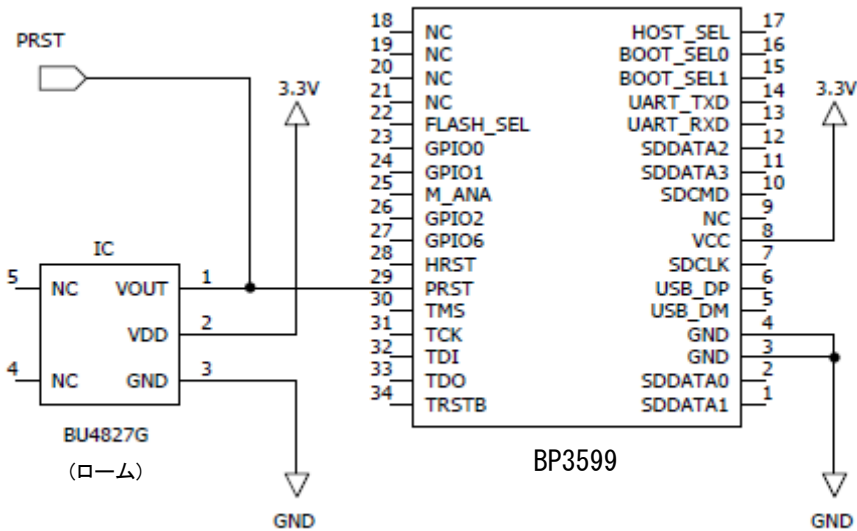 PRST
3.3V
IC
5 NC VOUT 1
VDD 2
4 NC GND 3
BU4827G
(ローム)
GND
18 NC HOST_SEL 17
19 NC BOOT_SEL0 16
20 NC BOOT_SEL1 15
21 NC UART_TXD 14
22 FLASH_SEL UART_RXD 13
23 GPIO0 SDDATA2 12
24 GPIO1 SDDATA3 11
25 M_ANA SDCMD 10
26 GPIO2 NC 9
27 GPIO6 VCC 8
28 HRST SDCLK 7
29 PRST USB_DP 6
30 TMS USB_DM 5
31 TCK GND 4
32 TDI GND 3
33 TDO SDDATA0 2
34 TRSTB SDDATA1 1
BP3599
3.3V
GND